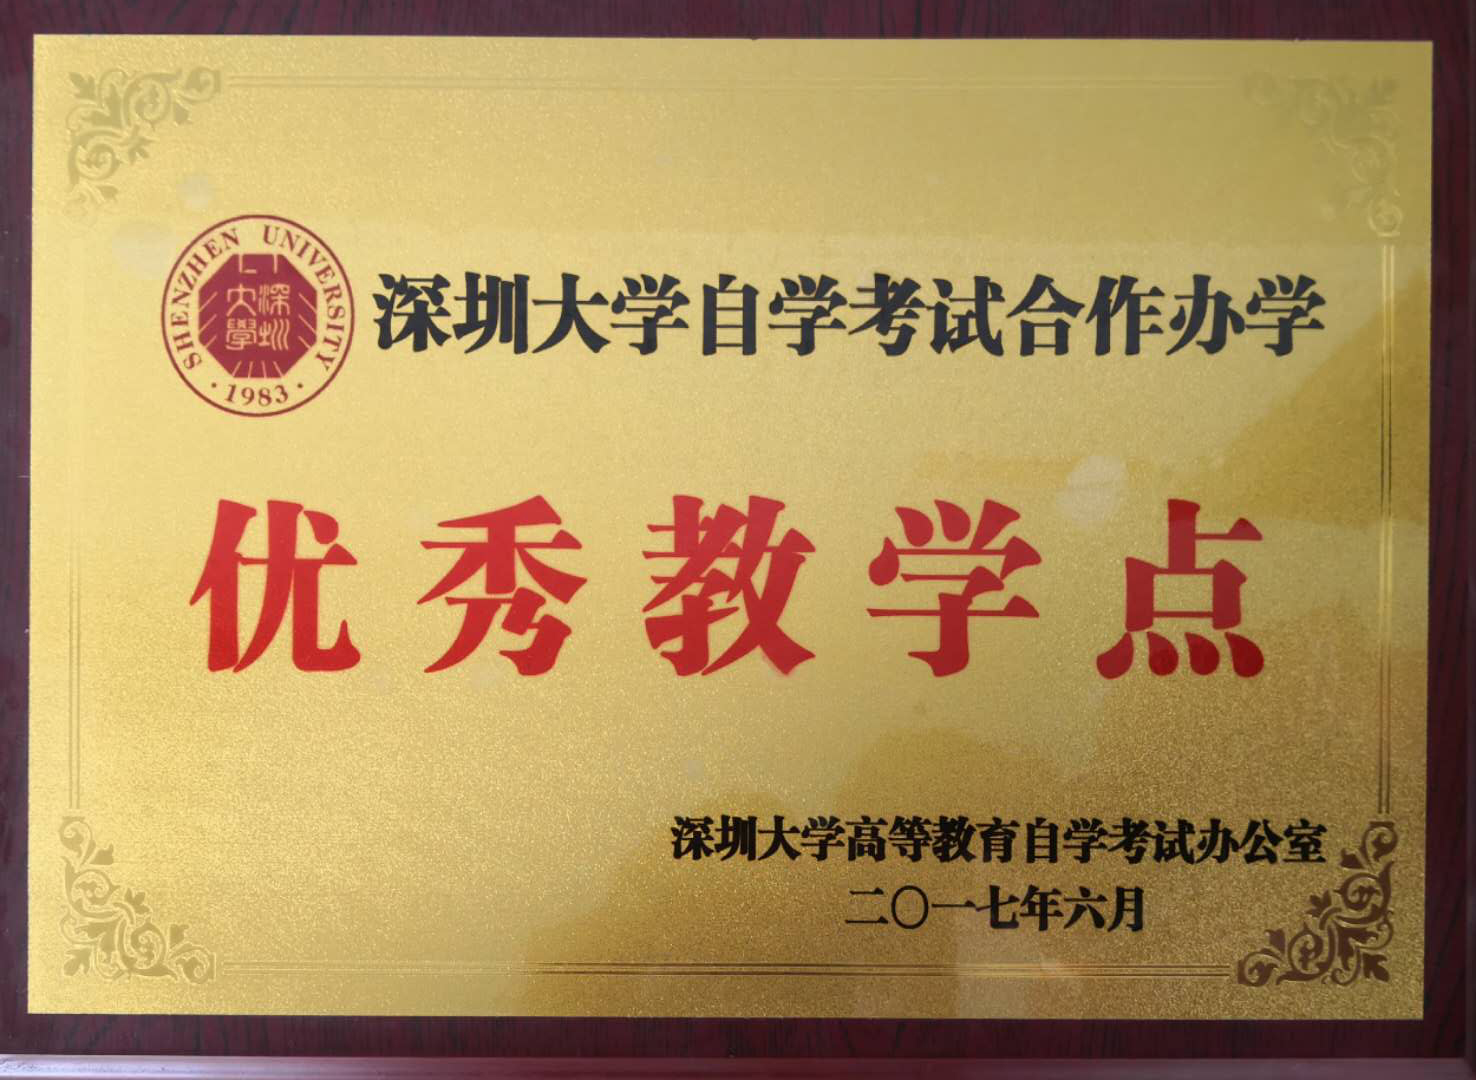 SHENZHEN UNIVERSITY
深圳
大學
·1983·
深圳大学自学考试合作办学
优秀教学点
深圳大学高等教育自学考试办公室
二〇一七年六月